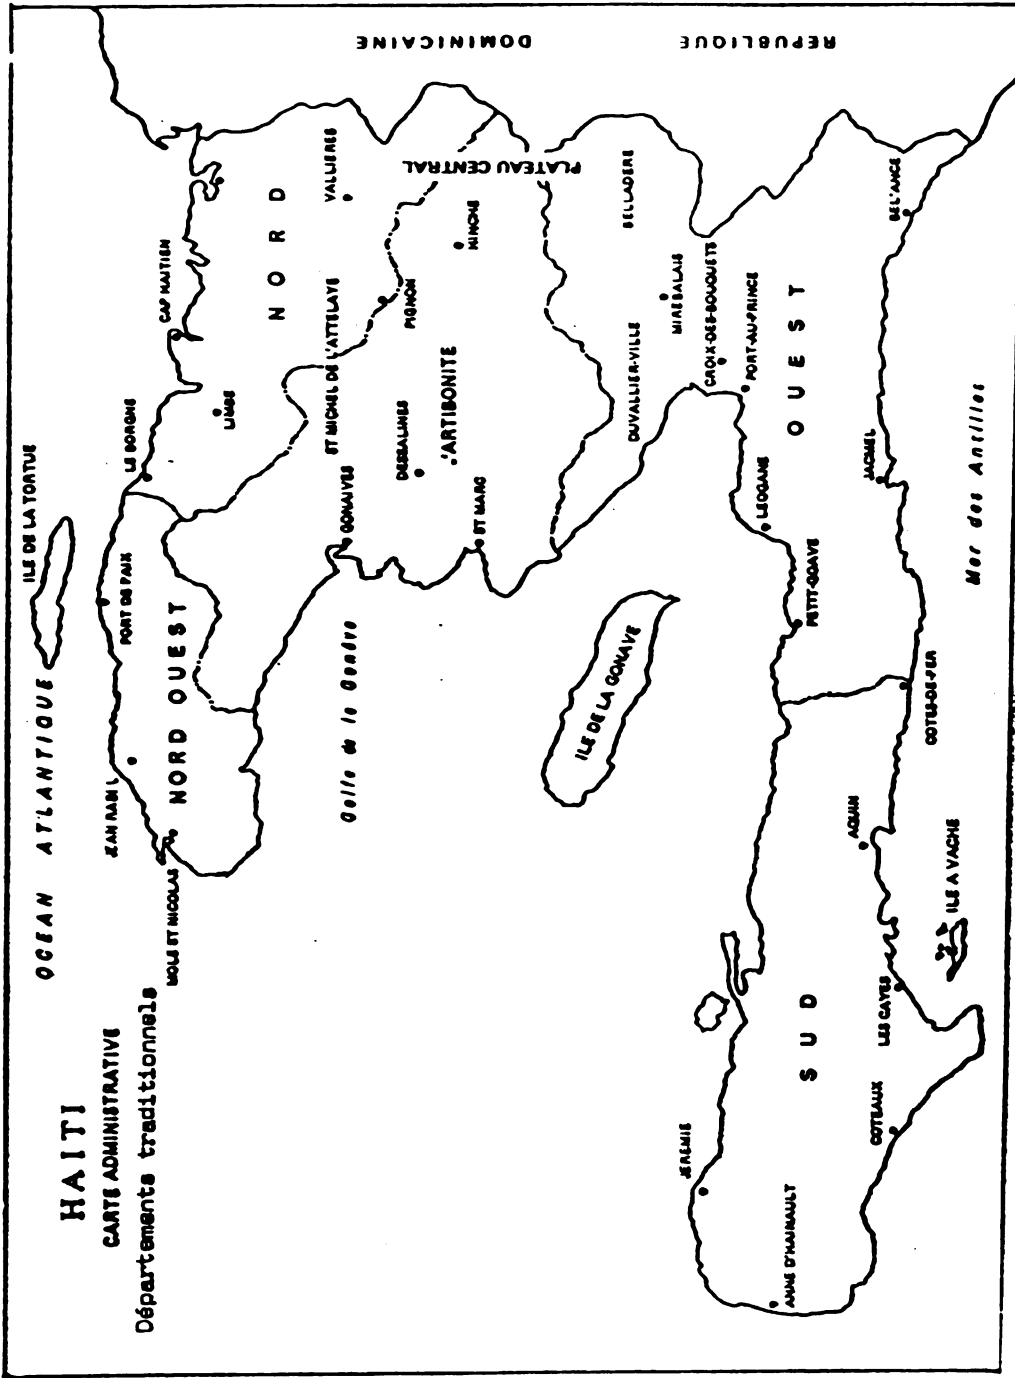 HAITI
CARTE ADMINISTRATIVE
Départements traditionnels
OCEAN ATLANTIQUE
ILE DE LA TORTUE
MOLE ST NICOLAS
JEAN RABEL
PORT DE PAIX
LE BORGNE
CAP HAITIEN
NORD OUEST
LIMBE
NORD
VALLIERES
ST MICHEL DE L'ATTELAYE
GONAIVES
Golfe de la Gonâve
PIGNON
DESSALINES
L'ARTIBONITE
HINCHE
PLATEAU CENTRAL
ST MARC
REPUBLIQUE
DOMINICAINE
ILE DE LA GONAVE
DUVALLIER-VILLE
BELLADERE
MIREBALAIS
CROIX-DES-BOUQUETS
PORT-AU-PRINCE
LEOGANE
PETIT-GOAVE
OUEST
JEREMIE
ANNE D'HAINAULT
SUD
COTEAUX
LES CAYES
AQUIN
COTES-DE-FER
JACMEL
BEL'ANCE
ILE A VACHE
Mer des Antilles